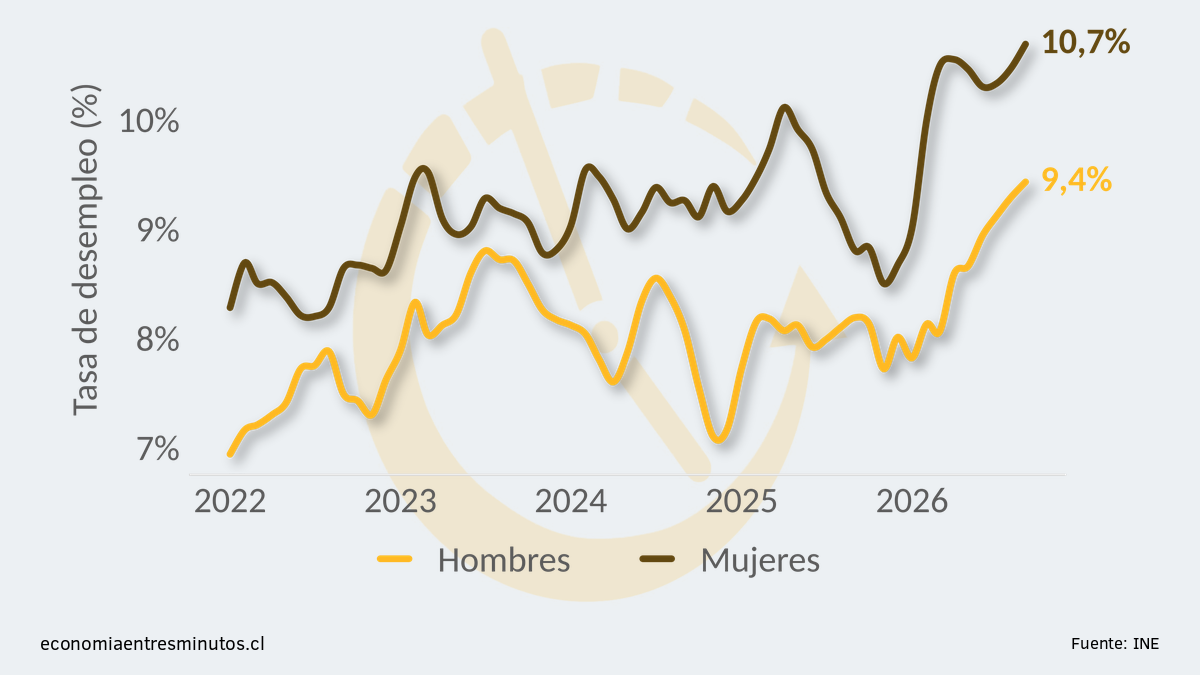 10,7%
Tasa de desempleo (%)
10%
9,4%
9%
8%
7%
2022 2023 2024 2025 2026
Hombres Mujeres
economiaentresminutos.cl Fuente: INE